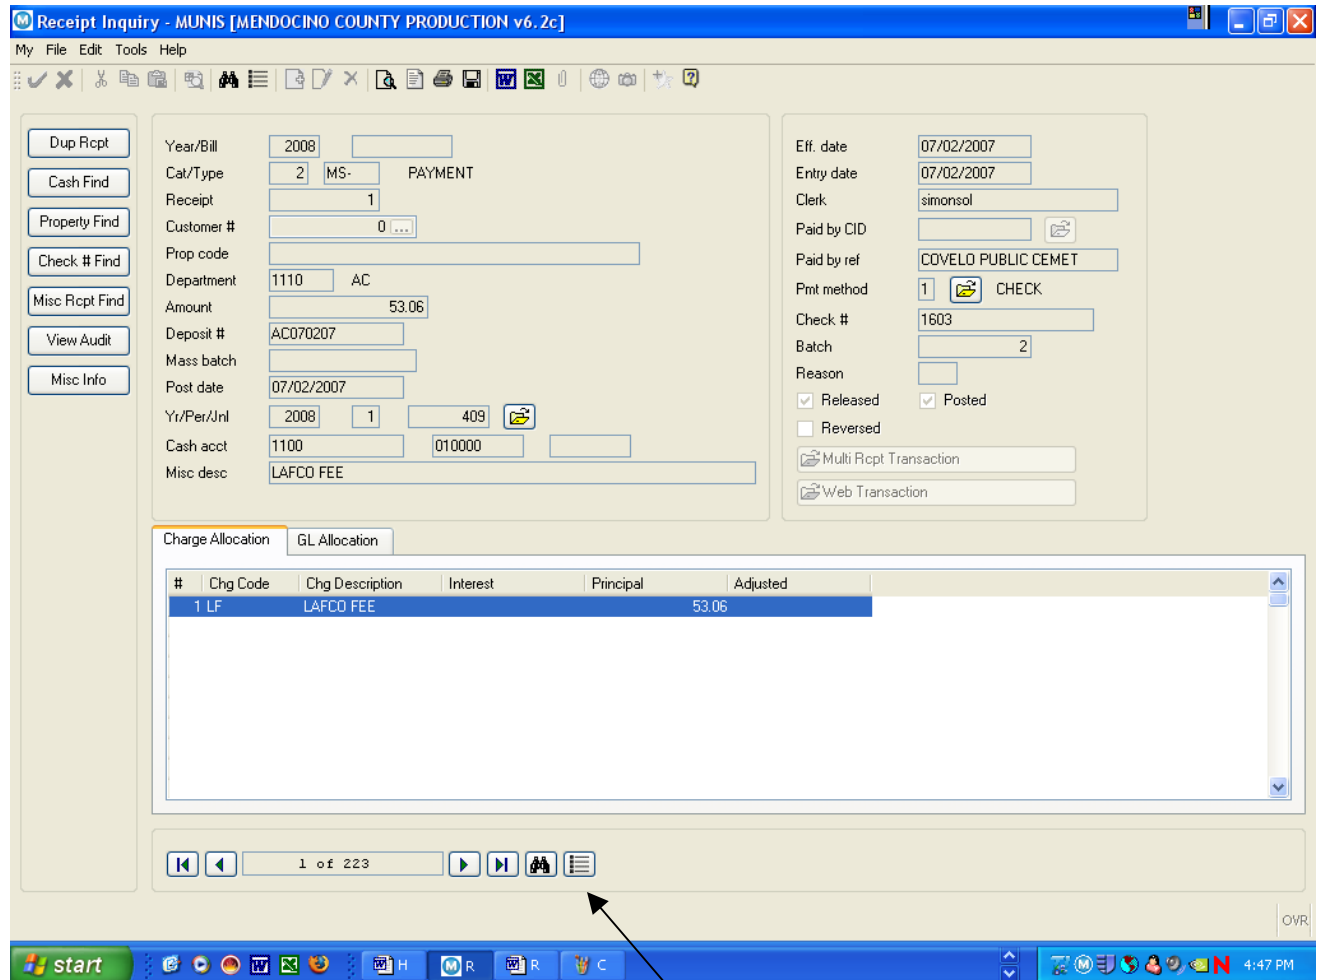 Receipt Inquiry - MUNIS [MENDOCINO COUNTY PRODUCTION v6.2c]
My File Edit Tools Help
Dup Rcpt
Cash Find
Property Find
Check # Find
Misc Rcpt Find
View Audit
Misc Info
Year/Bill 2008
Cat/Type 2 MS- PAYMENT
Receipt 1
Customer # 0 ...
Prop code
Department 1110 AC
Amount 53.06
Deposit # AC070207
Mass batch
Post date 07/02/2007
Yr/Per/Jnl 2008 1 409
Cash acct 1100 010000
Misc desc LAFCO FEE
Eff. date 07/02/2007
Entry date 07/02/2007
Clerk simonsol
Paid by CID
Paid by ref COVELO PUBLIC CEMET
Pmt method 1 CHECK
Check # 1603
Batch 2
Reason
Released Posted
Reversed
Multi Rcpt Transaction
Web Transaction
Charge Allocation GL Allocation
# Chg Code Chg Description Interest Principal Adjusted
1 LF LAFCO FEE 53.06
1 of 223
OVR
start H R R C 4:47 PM